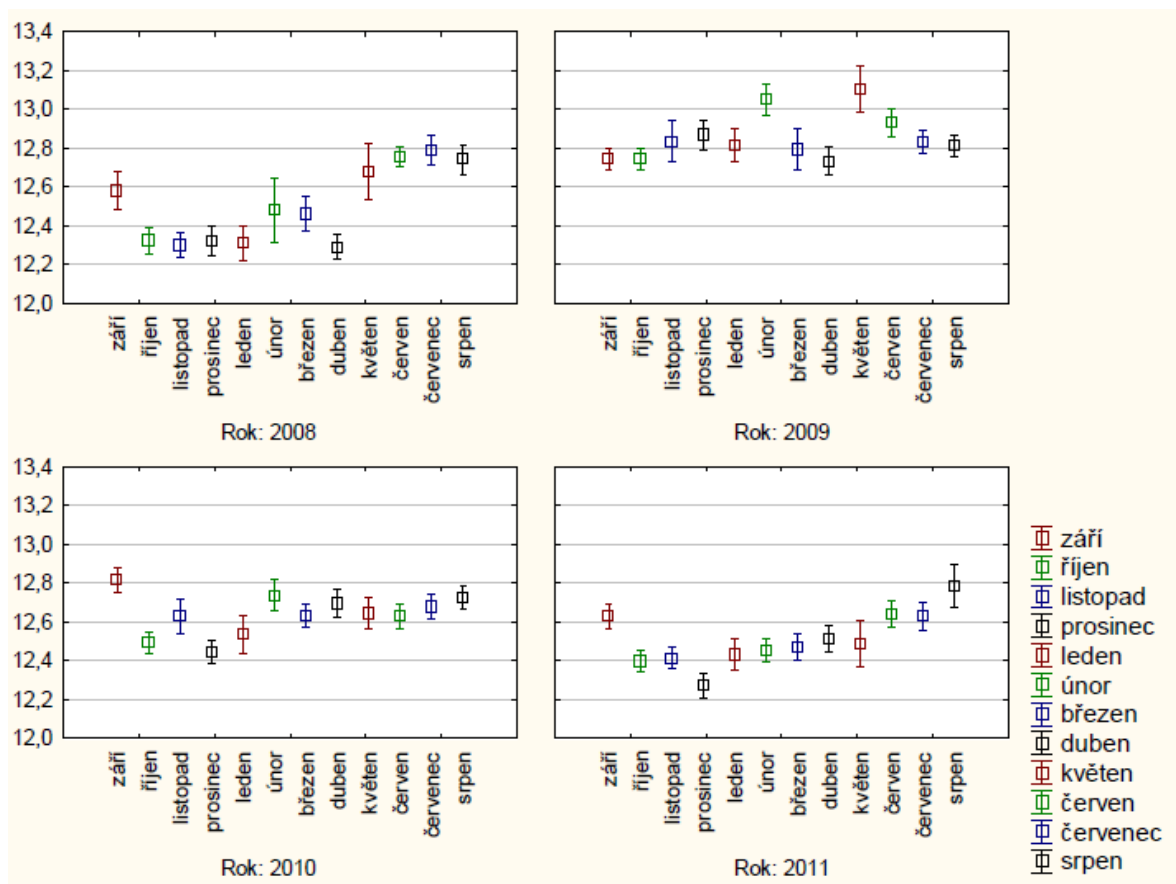 13,4
13,2
13,0
12,8
12,6
12,4
12,2
12,0
září
říjen
listopad
prosinec
leden
únor
březen
duben
květen
červen
červenec
srpen
Rok: 2008
září
říjen
listopad
prosinec
leden
únor
březen
duben
květen
červen
červenec
srpen
Rok: 2009
13,4
13,2
13,0
12,8
12,6
12,4
12,2
12,0
září
říjen
listopad
prosinec
leden
únor
březen
duben
květen
červen
červenec
srpen
Rok: 2010
září
říjen
listopad
prosinec
leden
únor
březen
duben
květen
červen
červenec
srpen
Rok: 2011
září
říjen
listopad
prosinec
leden
únor
březen
duben
květen
červen
červenec
srpen